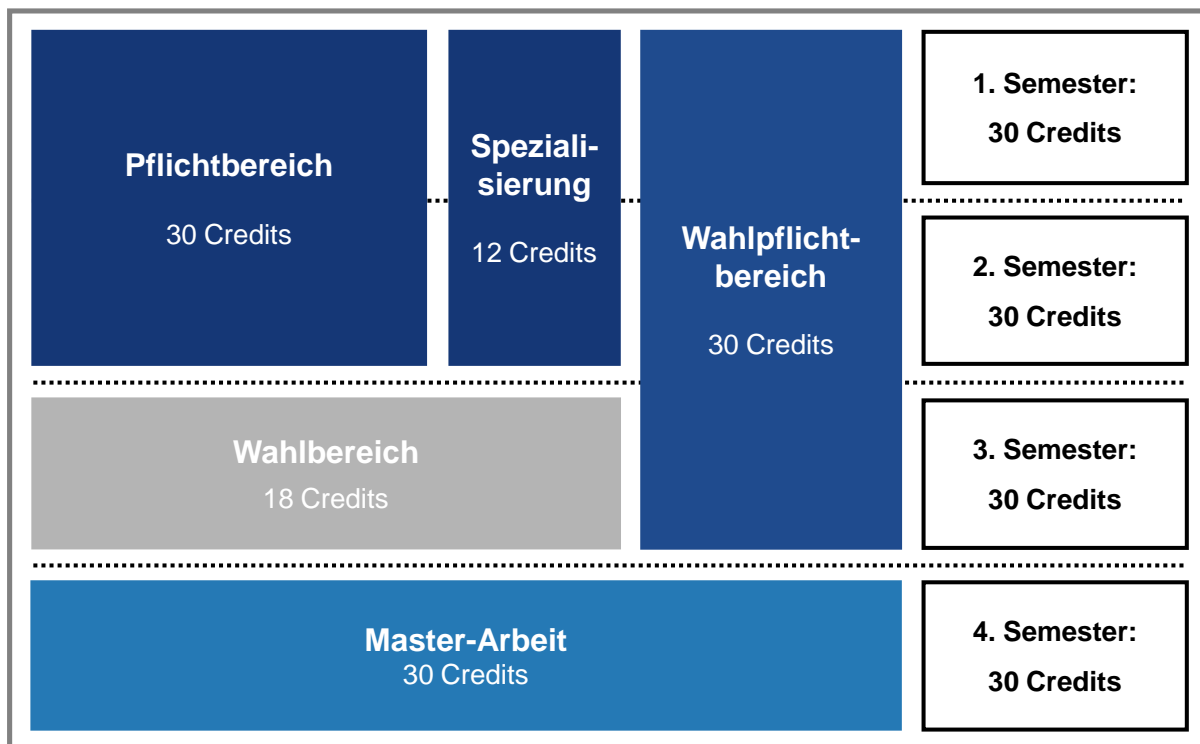 Pflichtbereich
30 Credits
Speziali-
sierung
12 Credits
Wahlpflicht-
bereich
30 Credits
1. Semester:
30 Credits
2. Semester:
30 Credits
Wahlbereich
18 Credits
3. Semester:
30 Credits
Master-Arbeit
30 Credits
4. Semester:
30 Credits